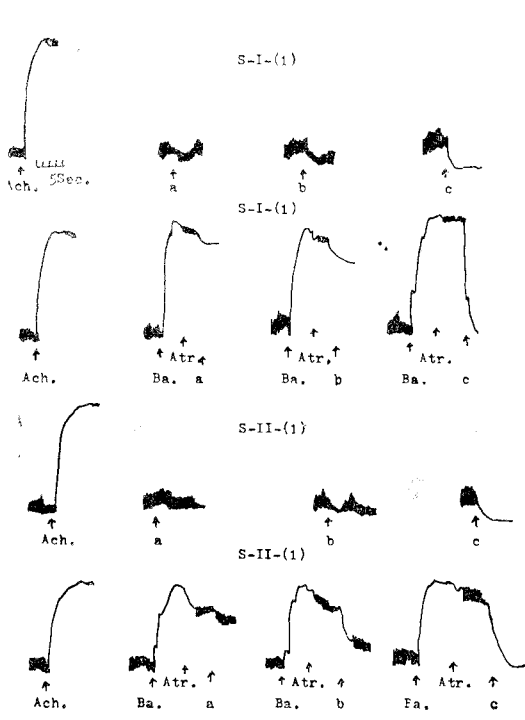 S-I-(1)
Ach. 5Sec. a b c
S-I-(1)
Atr. Atr. Atr.
Ach. Ba. a Ba. b Ba. c
S-II-(1)
Ach. a b c
S-II-(1)
Atr. Atr. Atr.
Ach. Ba. a Ba. b Ba. c